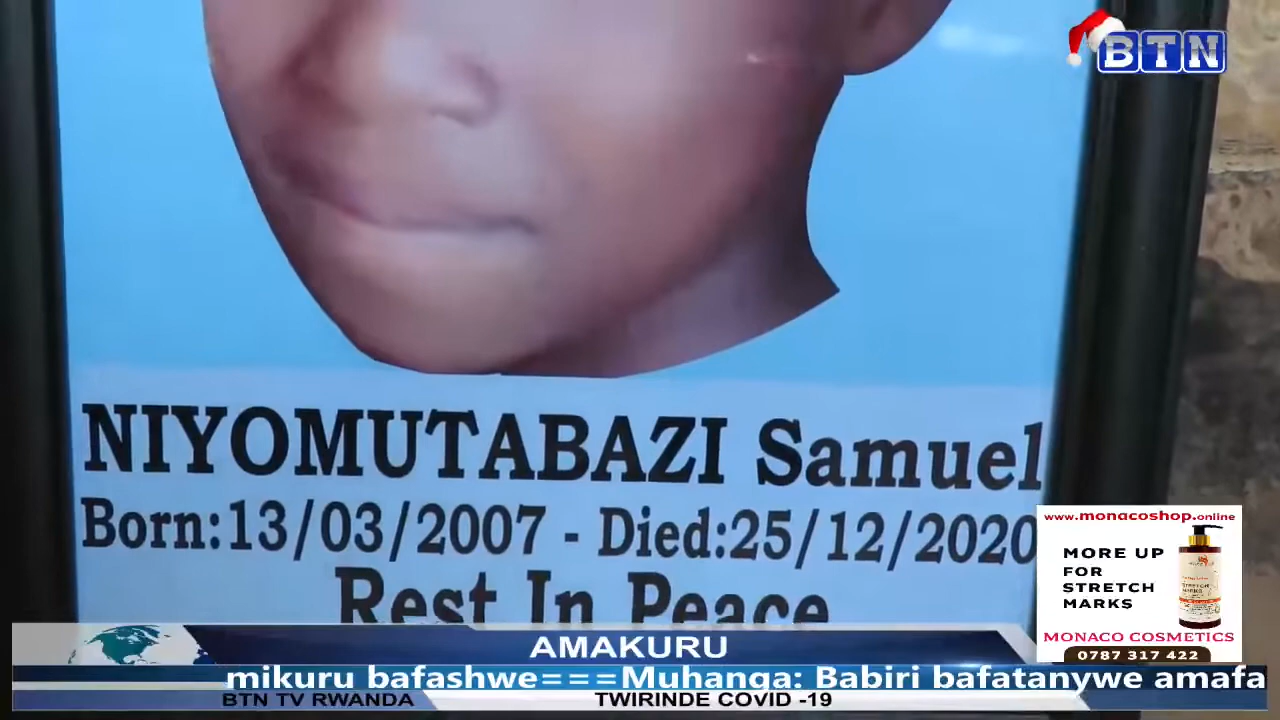 BTN
NIYOMUTABAZI Samuel
Born:13/03/2007 - Died:25/12/2020
Rest In Peace
www.monacoshop.online
MORE UP
FOR
STRETCH
MARKS
MONACO COSMETICS
0787 317 422
AMAKURU
mikuru bafashwe===Muhanga: Babiri bafatanywe amafa
BTN TV RWANDA
TWIRINDE COVID -19